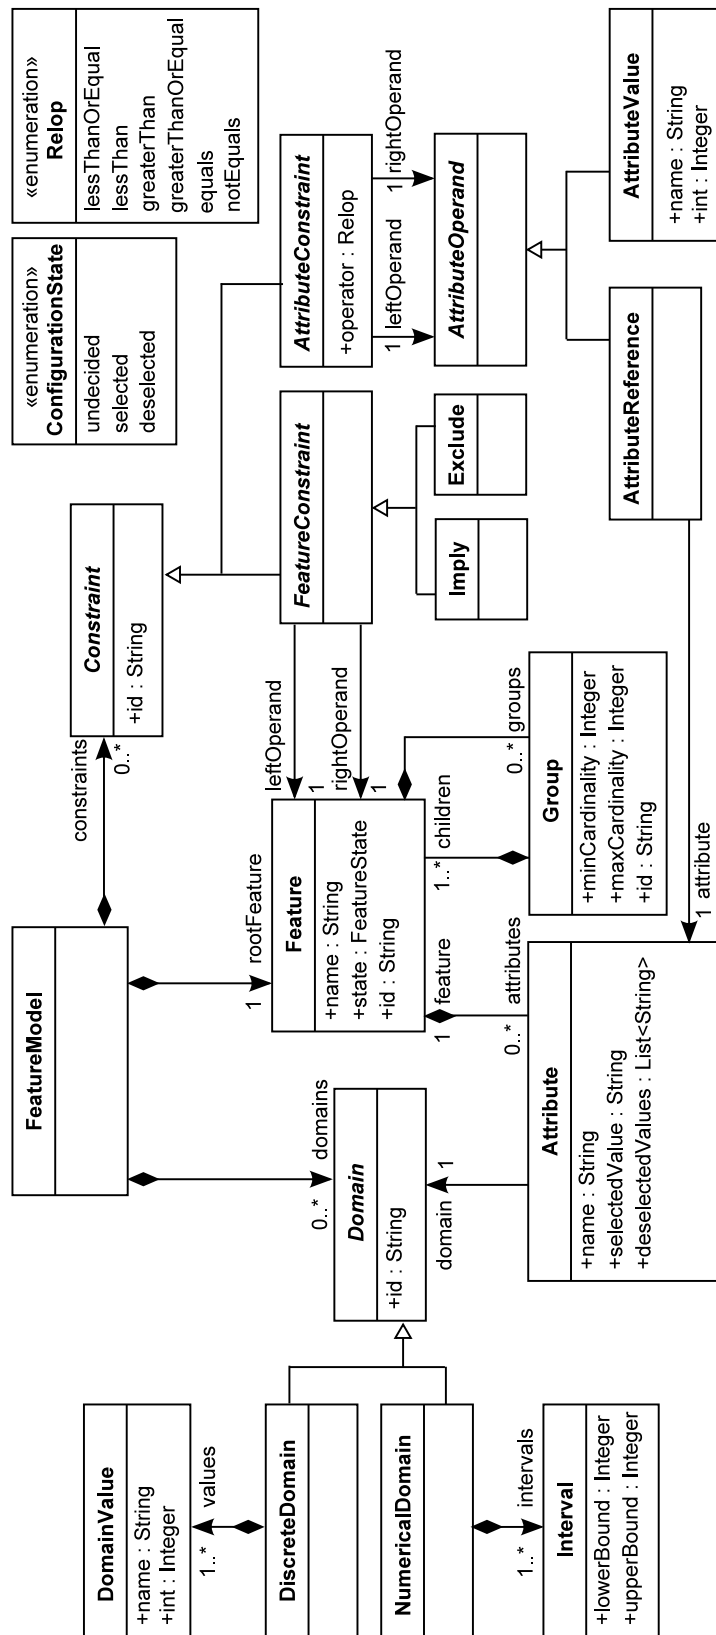 «enumeration»
Relop
lessThanOrEqual
lessThan
greaterThan
greaterThanOrEqual
equals
notEquals
«enumeration»
ConfigurationState
undecided
selected
deselected
Constraint
+id : String
constraints
0..*
FeatureModel
rootFeature
1
domains
0..*
DomainValue
+name : String
+int : Integer
values
1..*
DiscreteDomain
NumericalDomain
intervals
1..*
Interval
+lowerBound : Integer
+upperBound : Integer
Domain
+id : String
domain
1
Feature
+name : String
+state : FeatureState
+id : String
leftOperand
1
rightOperand
1
feature
1
attributes
0..*
children
1..*
groups
0..*
Attribute
+name : String
+selectedValue : String
+deselectedValues : List<String>
Group
+minCardinality : Integer
+maxCardinality : Integer
+id : String
attribute
1
FeatureConstraint
Imply
Exclude
AttributeConstraint
+operator : Relop
leftOperand
1
rightOperand
1
AttributeOperand
AttributeReference
AttributeValue
+name : String
+int : Integer